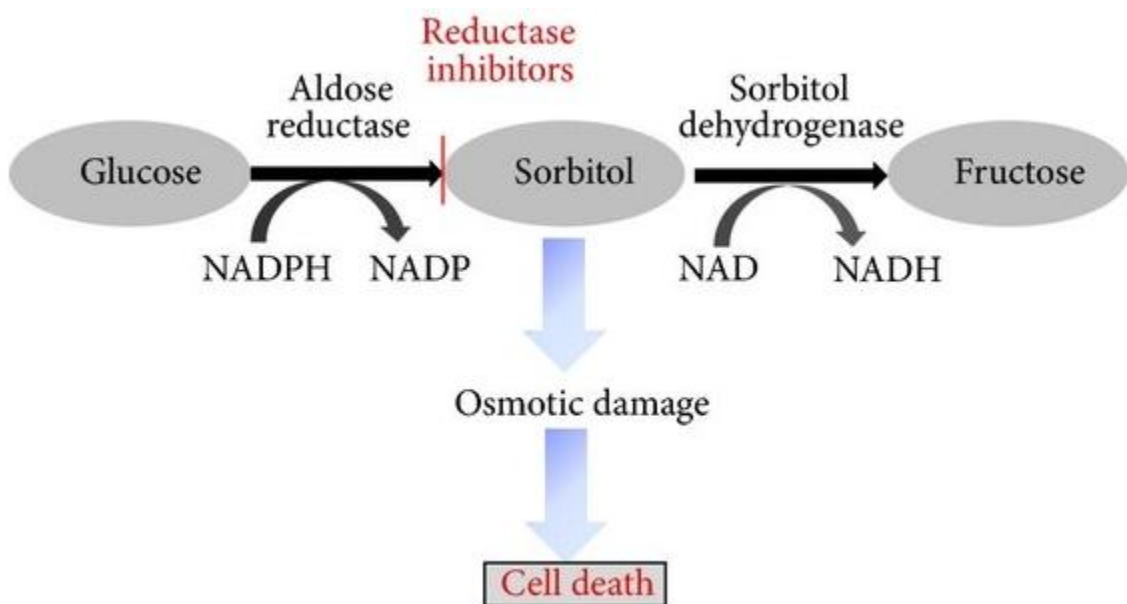 Reductase
inhibitors
Aldose
reductase
Sorbitol
dehydrogenase
Glucose
Sorbitol
Fructose
NADPH
NADP
NAD
NADH
Osmotic damage
Cell death